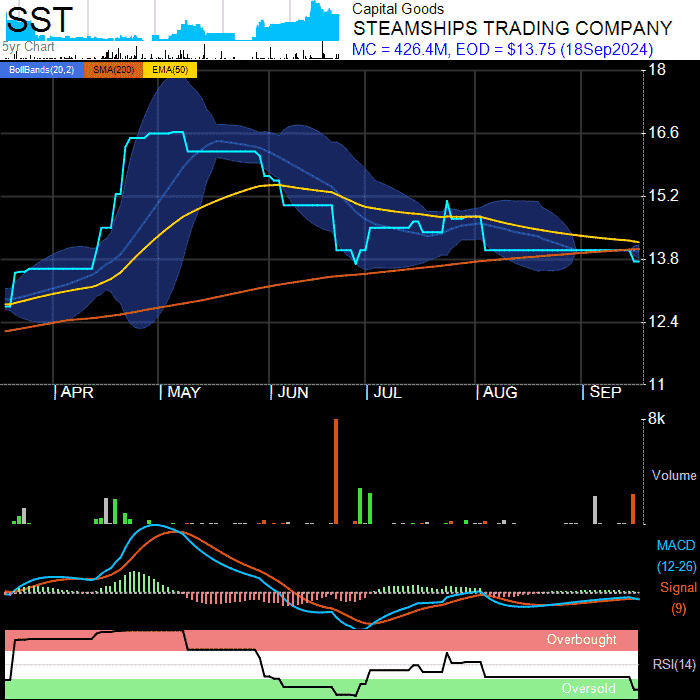 SST
5yr Chart
Capital Goods
STEAMSHIPS TRADING COMPANY
MC = 426.4M, EOD = $13.75 (18Sep2024)
BollBands(20,2) SMA(200) EMA(50)
18
16.6
15.2
13.8
12.4
11
APR MAY JUN JUL AUG SEP
8k
Volume
MACD
(12-26)
Signal
(9)
Overbought
RSI(14)
Oversold